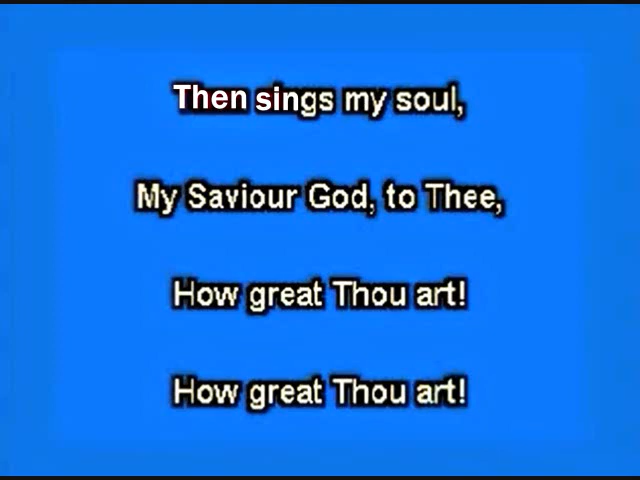 Then sings my soul,
My Saviour God, to Thee,
How great Thou art!
How great Thou art!